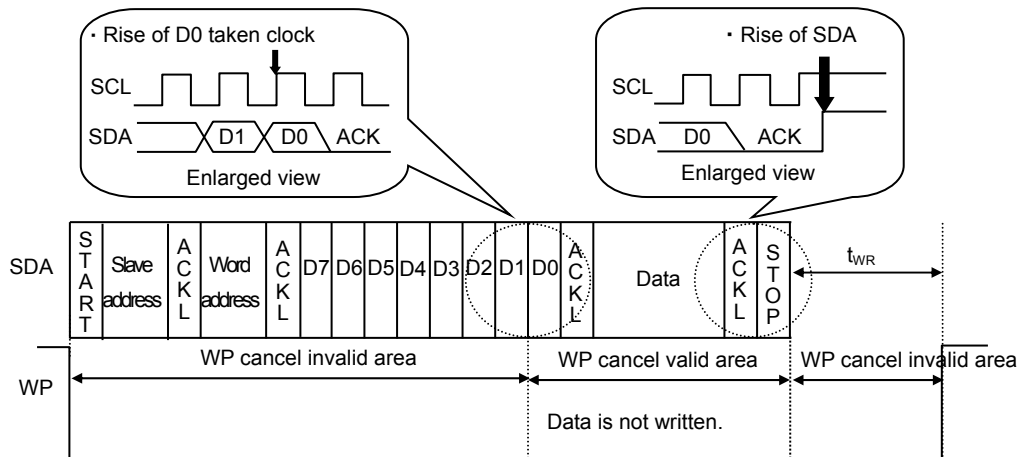 ・Rise of D0 taken clock
SCL
SDA D1 D0 ACK
Enlarged view
・Rise of SDA
SCL
SDA D0 ACK
Enlarged view
SDA START Slave address ACKL Word address ACKL D7 D6 D5 D4 D3 D2 D1 D0 ACKL Data ACKL STOP tWR
WP cancel invalid area WP cancel valid area WP cancel invalid area
WP
Data is not written.